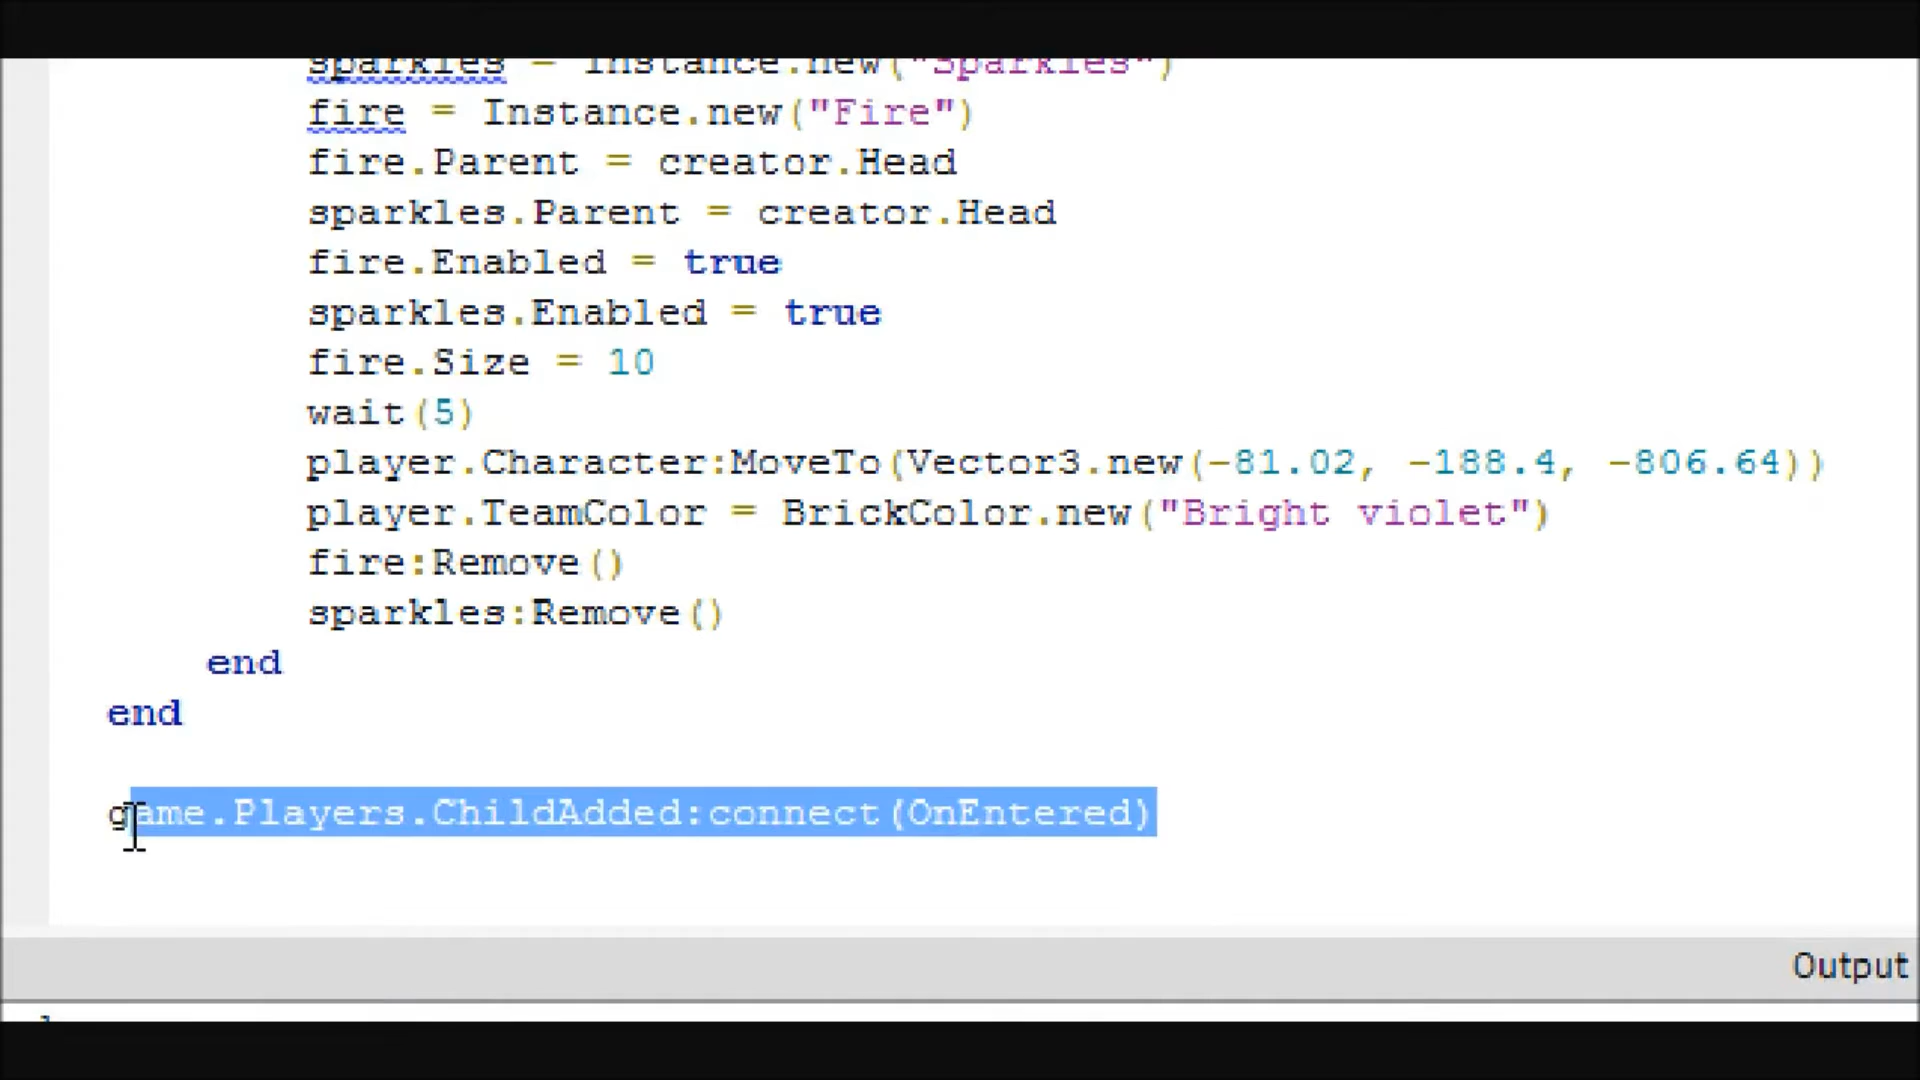 sparkles = Instance.new("Sparkles")
fire = Instance.new("Fire")
fire.Parent = creator.Head
sparkles.Parent = creator.Head
fire.Enabled = true
sparkles.Enabled = true
fire.Size = 10
wait(5)
player.Character:MoveTo(Vector3.new(-81.02, -188.4, -806.64))
player.TeamColor = BrickColor.new("Bright violet")
fire:Remove()
sparkles:Remove()
end
end
game.Players.ChildAdded:connect(OnEntered)
Output